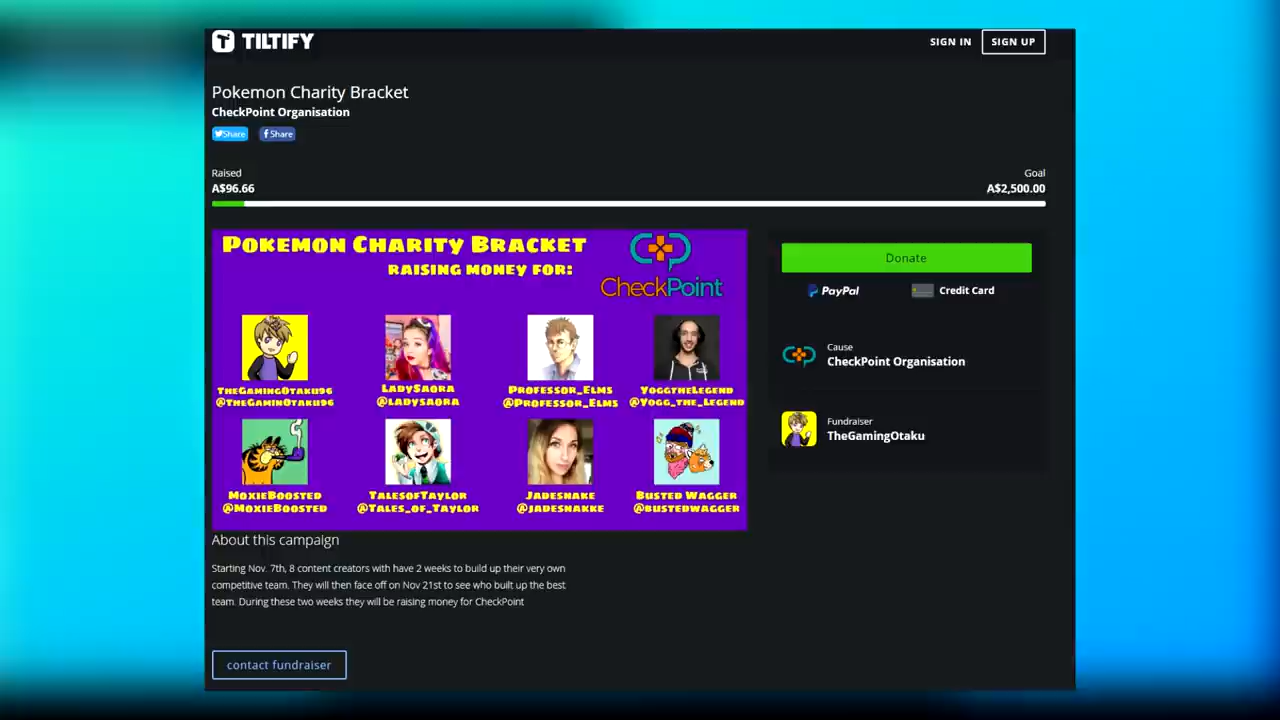 TILTIFY
SIGN IN
SIGN UP
Pokemon Charity Bracket
CheckPoint Organisation
Share
Share
Raised
Goal
A$96.66
A$2,500.00
POKEMON CHARITY BRACKET
RAISING MONEY FOR:
CheckPoint
THEGAMINGOTAKU96
@THEGAMINOTAKU96
LADYSAORA
@LADYSAORA
PROFESSOR_ELMS
@PROFESSOR_ELMS
YOGGTHELEGEND
@YOGG_THE_LEGEND
MOXIEBOOSTED
@MOXIEBOOSTED
TALESOFTAYLOR
@TALES_OF_TAYLOR
JADESNAKE
@JADESNAKKE
BUSTED WAGGER
@BUSTEDWAGGER
Donate
PayPal
Credit Card
Cause
CheckPoint Organisation
Fundraiser
TheGamingOtaku
About this campaign
Starting Nov. 7th, 8 content creators with have 2 weeks to build up their very own
competitive team. They will then face off on Nov 21st to see who built up the best
team. During these two weeks they will be raising money for CheckPoint
contact fundraiser